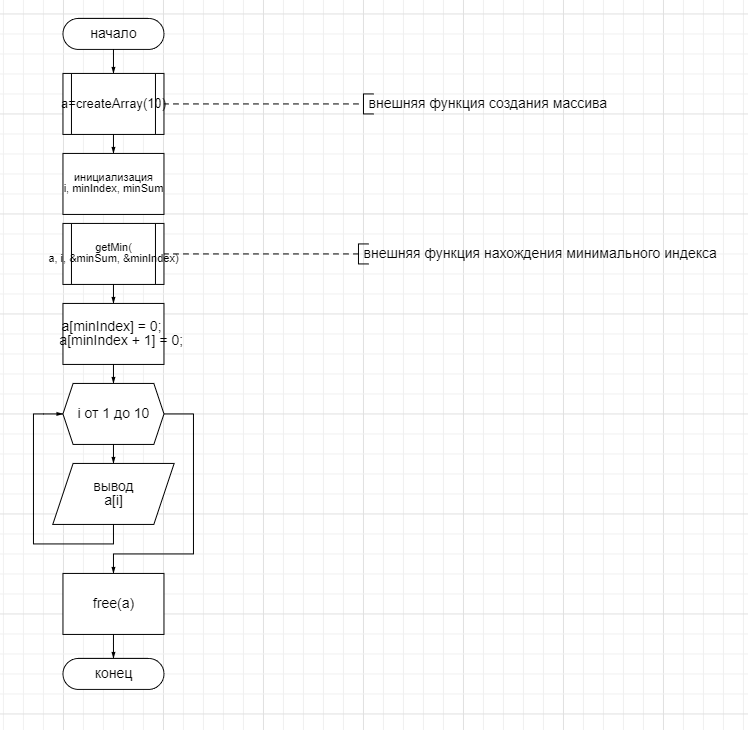 начало
a=createArray(10)
внешняя функция создания массива
инициализация
i, minIndex, minSum
getMin(
a, i, &minSum, &minIndex)
внешняя функция нахождения минимального индекса
a[minIndex] = 0;
a[minIndex + 1] = 0;
i от 1 до 10
вывод
a[i]
free(a)
конец